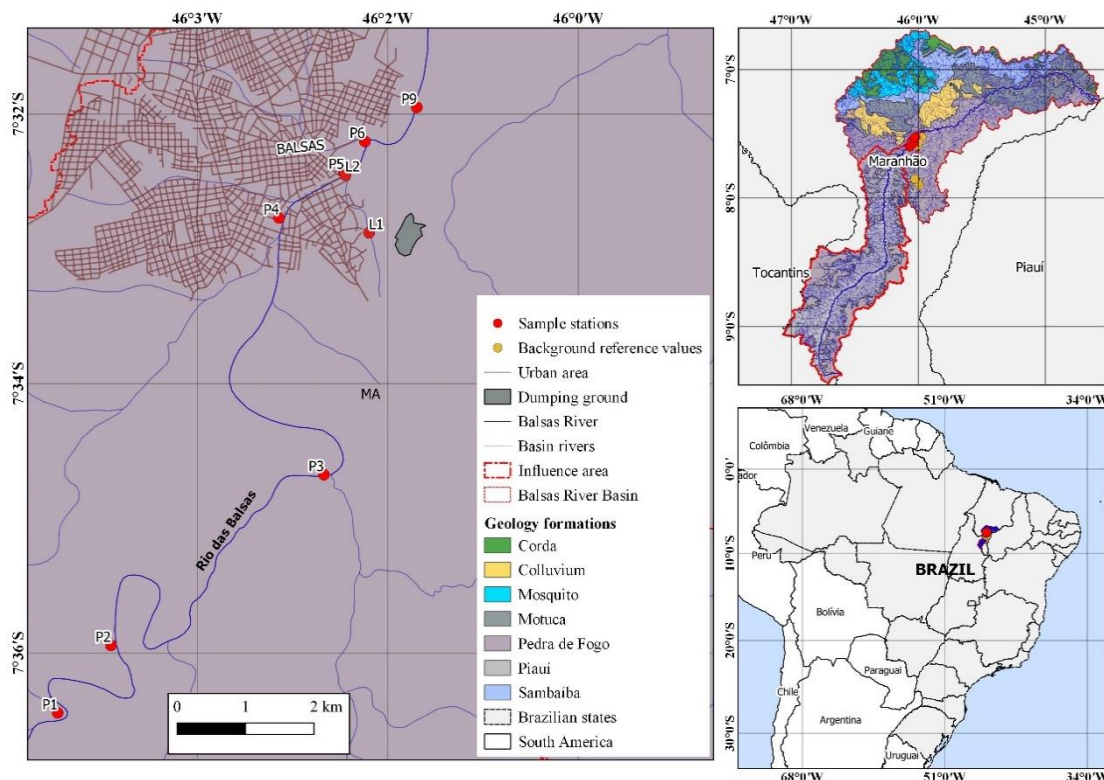 46°3'W 46°2'W 46°0'W
7°32'S
7°34'S
7°36'S
BALSAS
P9
P6
P5
L2
P4
L1
MA
P3
Rio das Balsas
P2
P1
0 1 2 km
Sample stations
Background reference values
Urban area
Dumping ground
Balsas River
Basin rivers
Influence area
Balsas River Basin
Geology formations
Corda
Colluvium
Mosquito
Motuca
Pedra de Fogo
Piauí
Sambaiba
Brazilian states
South America
47°0'W 46°0'W 45°0'W
7°0'S
8°0'S
9°0'S
Maranhão
Tocantins
Piauí
68°0'W 51°0'W 34°0'W
0°
10°0'S
20°0'S
30°0'S
Venezuela
Guiane
Colômbia
ador
Peru
BRAZIL
Bolívia
Paraguai
Chile
Argentina
Uruguai
68°0'W 51°0'W 34°0'W